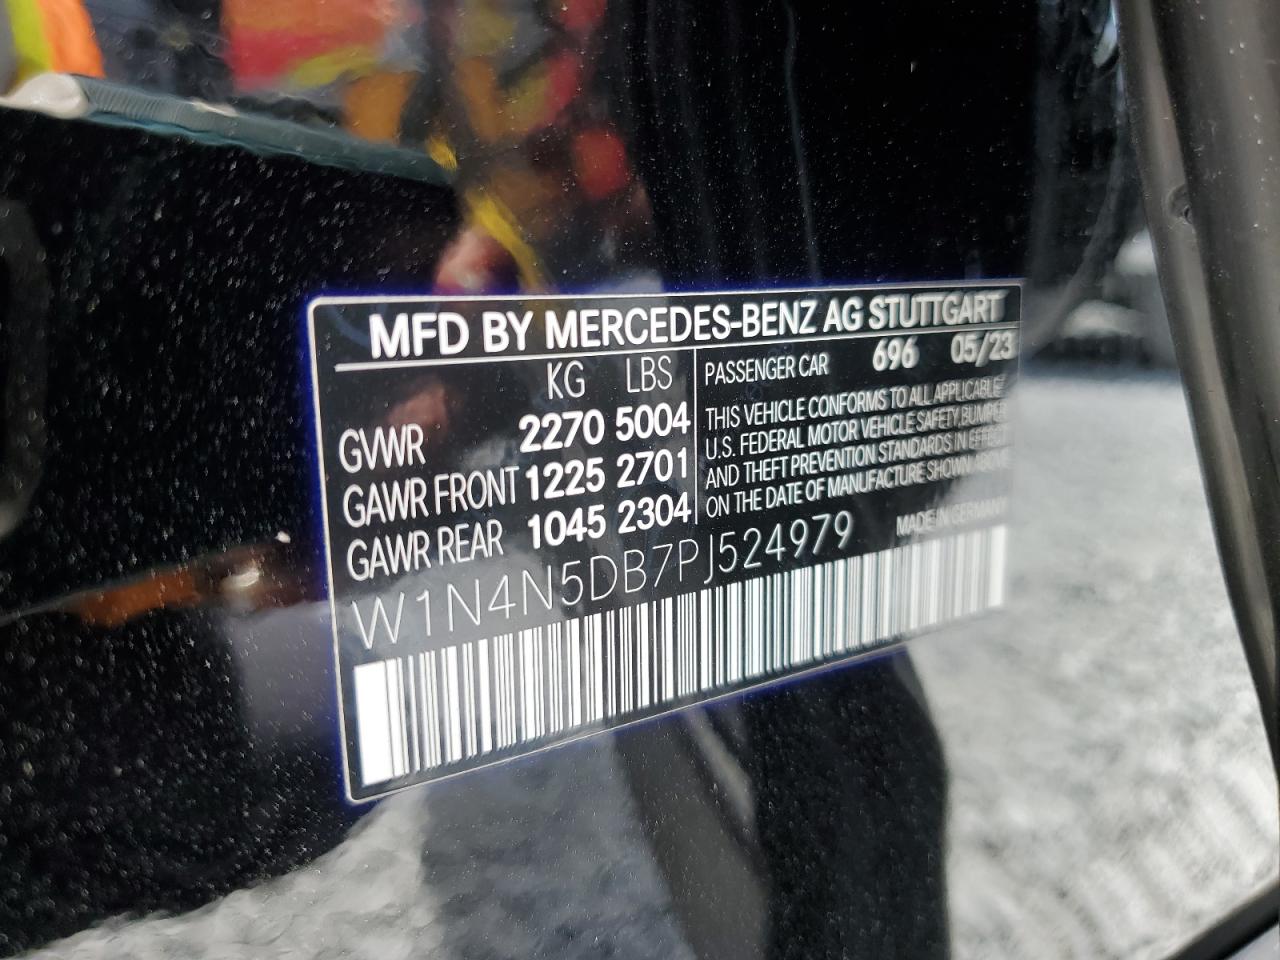 MFD BY MERCEDES-BENZ AG STUTTGART
KG LBS
GVWR 2270 5004
GAWR FRONT 1225 2701
GAWR REAR 1045 2304
PASSENGER CAR 696 05/23
THIS VEHICLE CONFORMS TO ALL APPLICABLE
U.S. FEDERAL MOTOR VEHICLE SAFETY, BUMPER
AND THEFT PREVENTION STANDARDS IN EFFECT
ON THE DATE OF MANUFACTURE SHOWN ABOVE
W1N4N5DB7PJ524979
MADE IN GERMANY